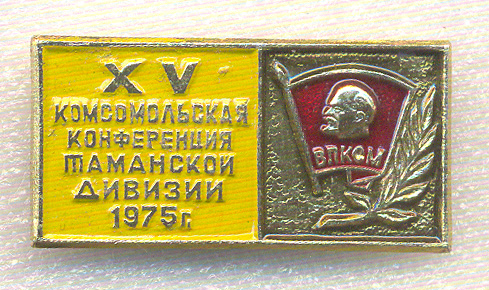 XV
КОМСОМОЛЬСКАЯ
КОНФЕРЕНЦИЯ
ТАМАНСКОЙ
ДИВИЗИИ
1975г.
ВЛКСМ